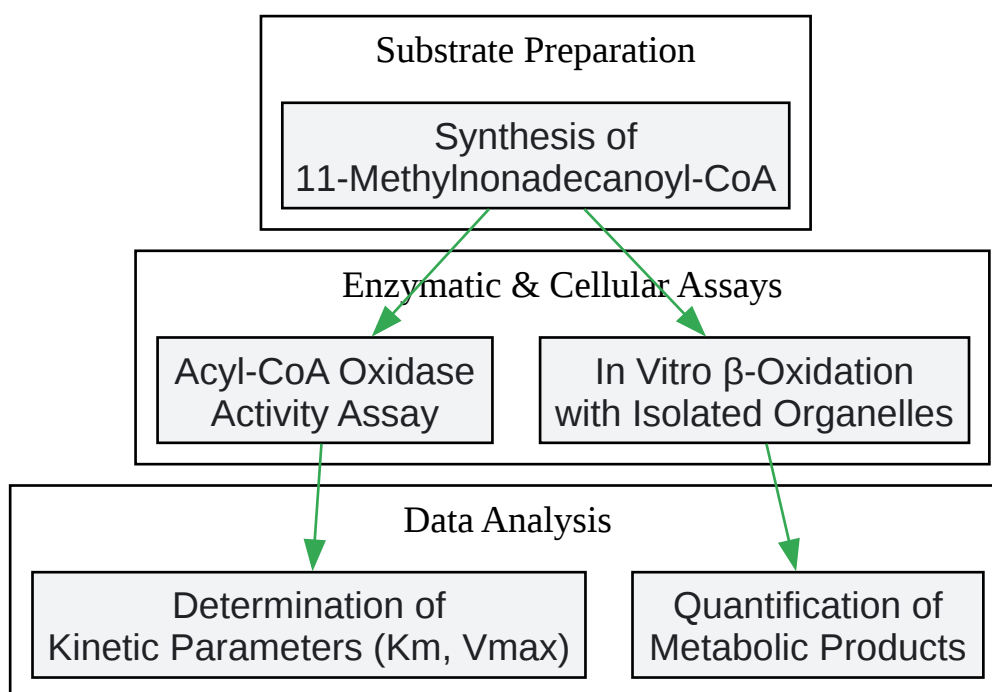 Substrate Preparation
Synthesis of
11-Methylnonadecanoyl-CoA
Enzymatic & Cellular Assays
Acyl-CoA Oxidase
Activity Assay
In Vitro β-Oxidation
with Isolated Organelles
Data Analysis
Determination of
Kinetic Parameters (Km, Vmax)
Quantification of
Metabolic Products